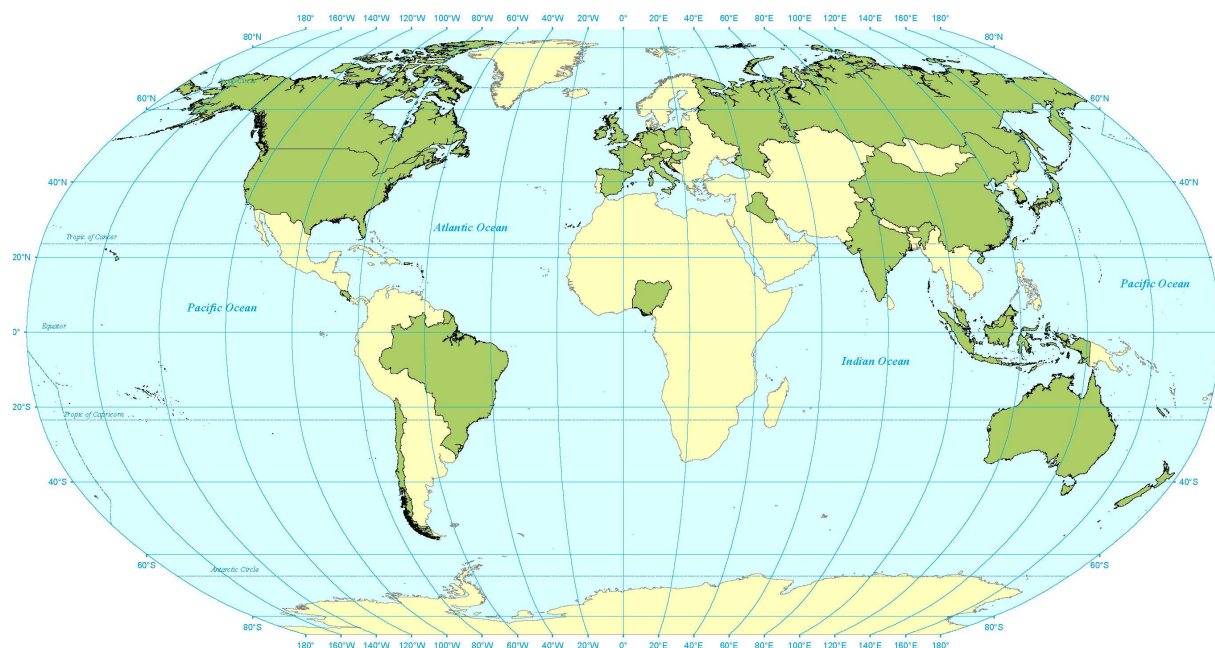 180° 160°W 140°W 120°W 100°W 80°W 60°W 40°W 20°W 0° 20°E 40°E 60°E 80°E 100°E 120°E 140°E 160°E 180°
80°N 80°N
60°N 60°N
40°N 40°N
Atlantic Ocean
Tropic of Cancer
20°N 20°N
Pacific Ocean Pacific Ocean
Equator 0° 0°
Indian Ocean
20°S 20°S
Tropic of Capricorn
40°S 40°S
60°S 60°S
Antarctic Circle
80°S 80°S
180° 160°W 140°W 120°W 100°W 80°W 60°W 40°W 20°W 0° 20°E 40°E 60°E 80°E 100°E 120°E 140°E 160°E 180°